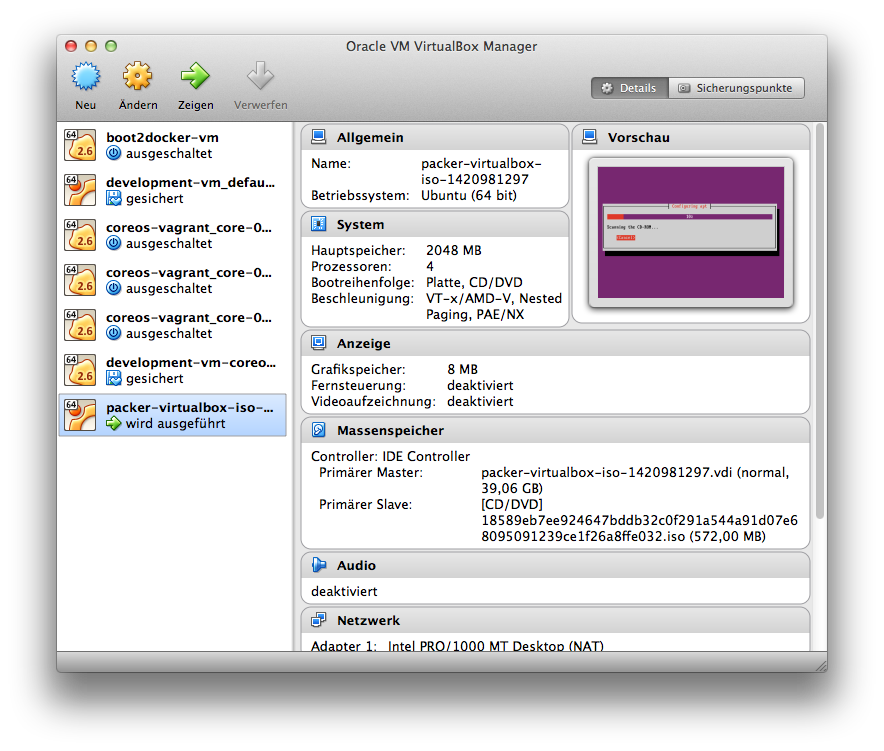 Oracle VM VirtualBox Manager
Neu
Ändern
Zeigen
Verwerfen
Details
Sicherungspunkte
64
2.6
boot2docker-vm
ausgeschaltet
64
development-vm_defau...
gesichert
64
2.6
coreos-vagrant_core-0...
ausgeschaltet
64
2.6
coreos-vagrant_core-0...
ausgeschaltet
64
2.6
coreos-vagrant_core-0...
ausgeschaltet
64
2.6
development-vm-coreo...
gesichert
64
packer-virtualbox-iso-...
wird ausgeführt
Allgemein
Name: packer-virtualbox-
iso-1420981297
Betriebssystem: Ubuntu (64 bit)
Vorschau
Configuring apt
Scanning the CD-ROM...
System
Hauptspeicher: 2048 MB
Prozessoren: 4
Bootreihenfolge: Platte, CD/DVD
Beschleunigung: VT-x/AMD-V, Nested
Paging, PAE/NX
Anzeige
Grafikspeicher: 8 MB
Fernsteuerung: deaktiviert
Videoaufzeichnung: deaktiviert
Massenspeicher
Controller: IDE Controller
Primärer Master: packer-virtualbox-iso-1420981297.vdi (normal,
39,06 GB)
Primärer Slave: [CD/DVD]
18589eb7ee924647bddb32c0f291a544a91d07e6
8095091239ce1f26a8ffe032.iso (572,00 MB)
Audio
deaktiviert
Netzwerk
Adapter 1: Intel PRO/1000 MT Desktop (NAT)